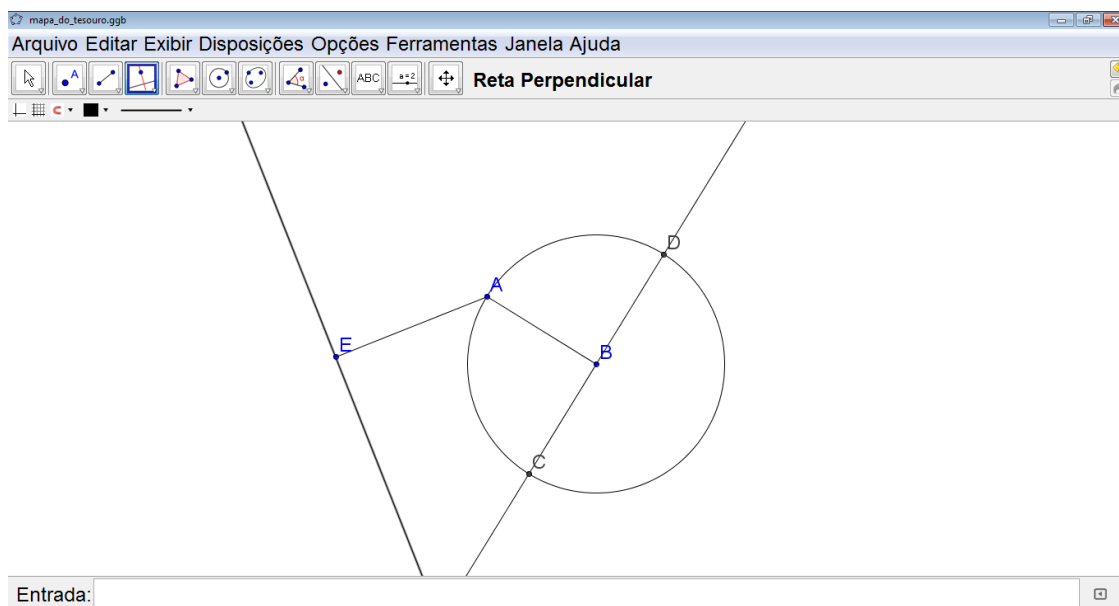 mapa_do_tesouro.ggb
Arquivo Editar Exibir Disposições Opções Ferramentas Janela Ajuda
A ABC a=2 Reta Perpendicular
D
A
E
B
C
Entrada: